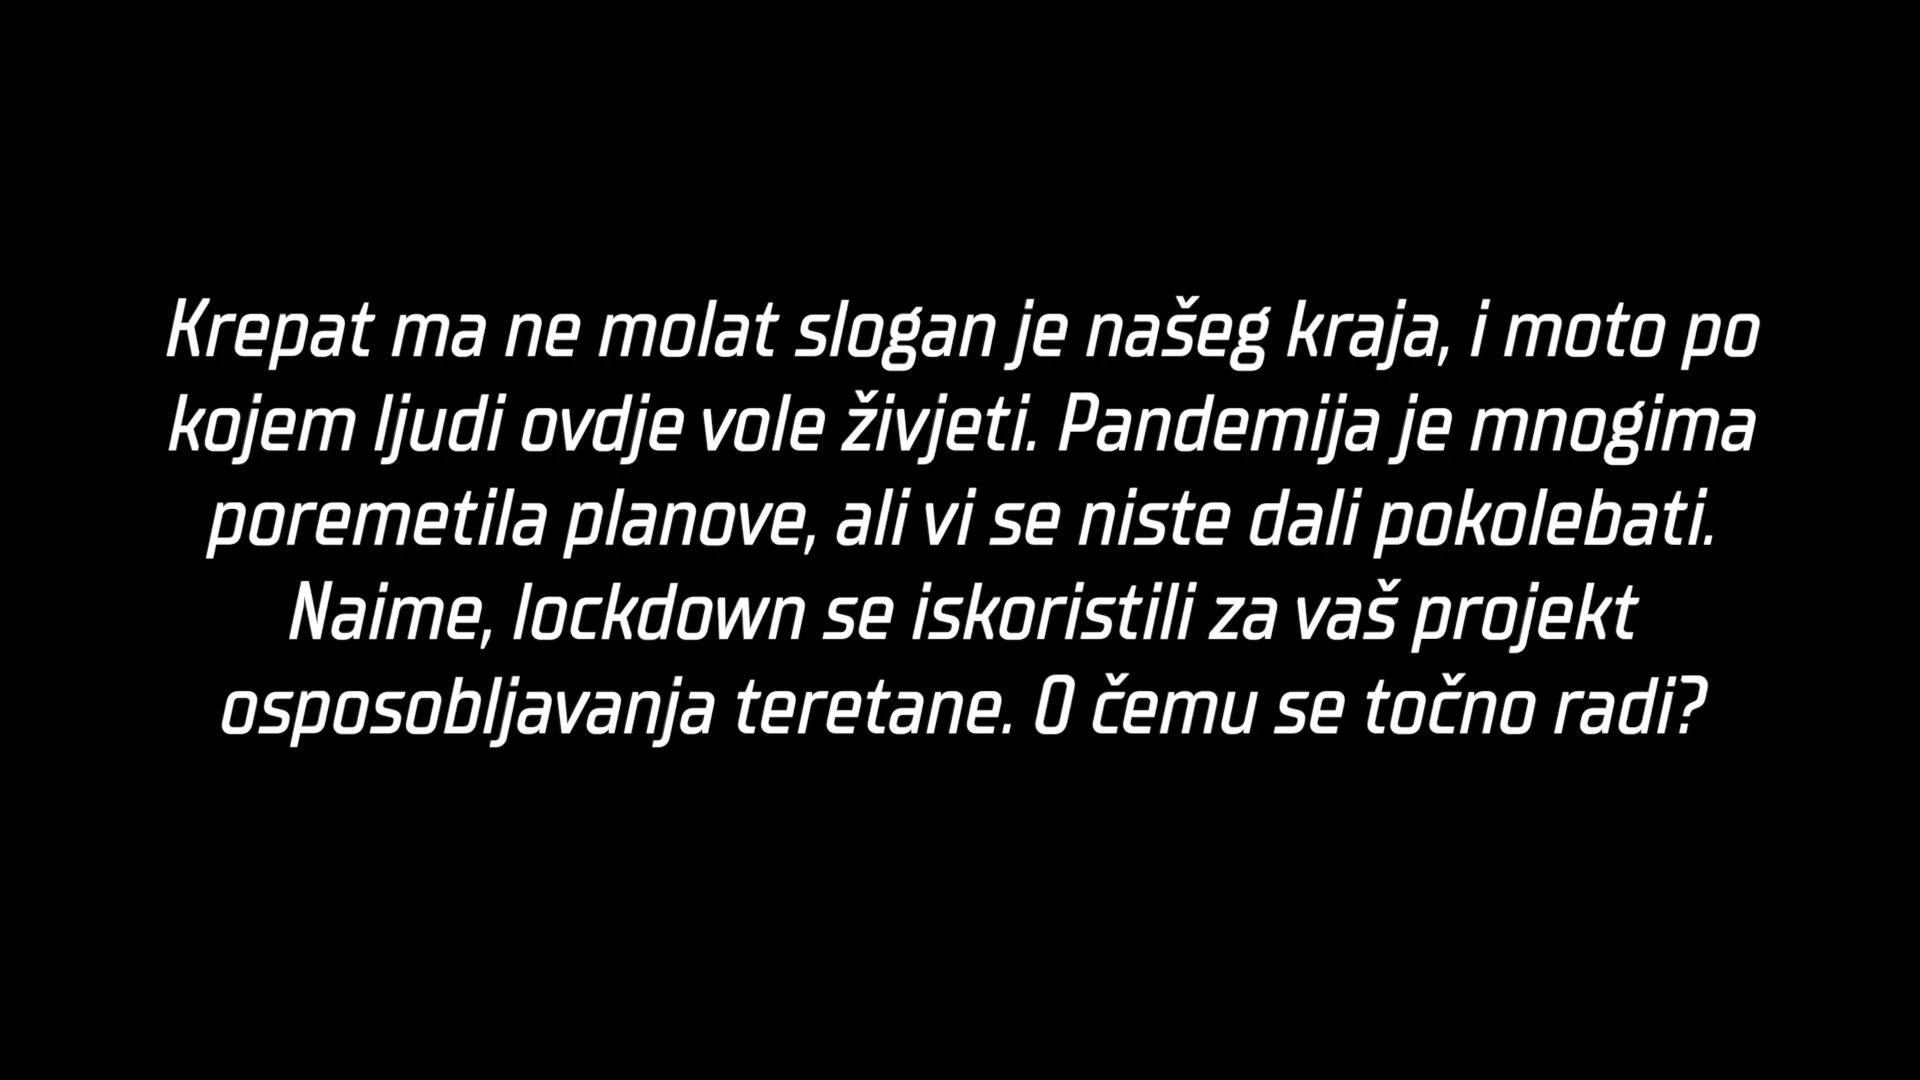 Krepat ma ne molat slogan je našeg kraja, i moto po
kojem ljudi ovdje vole živjeti. Pandemija je mnogima
poremetila planove, ali vi se niste dali pokolebati.
Naime, lockdown se iskoristili za vaš projekt
osposobljavanja teretane. O čemu se točno radi?